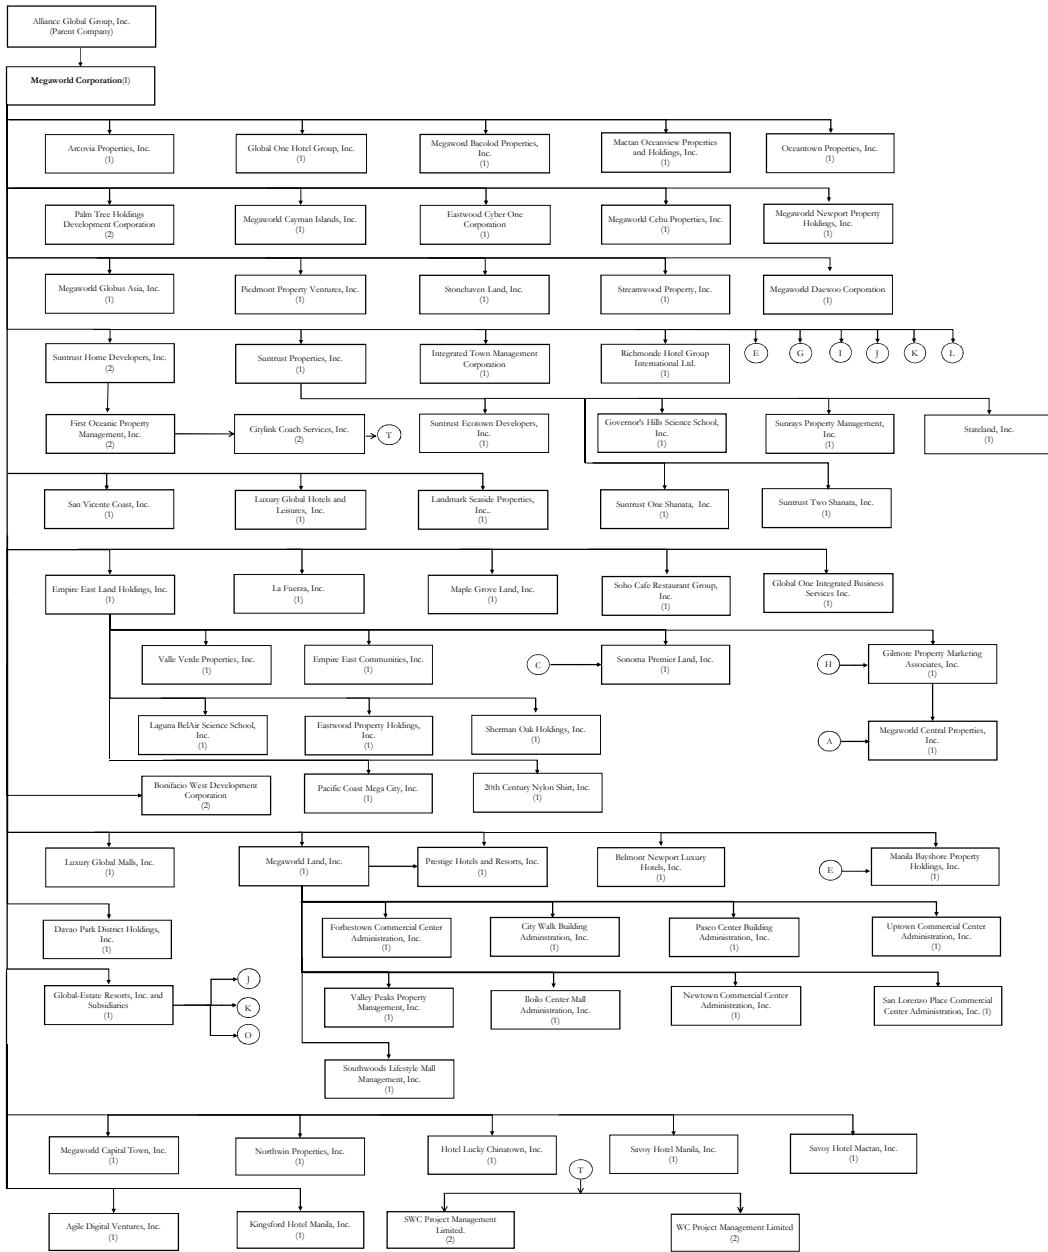 Alliance Global Group, Inc.
(Parent Company)
Megaworld Corporation(1)
Arcovia Properties, Inc.
(1)
Global One Hotel Group, Inc.
(1)
Megaword Bacolod Properties,
Inc.
(1)
Mactan Oceanview Properties
and Holdings, Inc.
(1)
Oceantown Properties, Inc.
(1)
Palm Tree Holdings
Development Corporation
(2)
Megaworld Cayman Islands, Inc.
(1)
Eastwood Cyber One
Corporation
(1)
Megaworld Cebu Properties, Inc.
(1)
Megaworld Newport Property
Holdings, Inc.
(1)
Megaworld Globus Asia, Inc.
(1)
Piedmont Property Ventures, Inc.
(1)
Stonehaven Land, Inc.
(1)
Streamwood Property, Inc.
(1)
Megaworld Daewoo Corporation
(1)
Suntrust Home Developers, Inc.
(2)
Suntrust Properties, Inc.
(1)
Integrated Town Management
Corporation
(1)
Richmonde Hotel Group
International Ltd.
(1)
E
G
I
J
K
L
First Oceanic Property
Management, Inc.
(2)
Citylink Coach Services, Inc.
(2)
T
Suntrust Ecotown Developers,
Inc.
(1)
Governor's Hills Science School,
Inc.
(1)
Sunrays Property Management,
Inc.
(1)
Stateland, Inc.
(1)
San Vicente Coast, Inc.
(1)
Luxury Global Hotels and
Leisures, Inc.
(1)
Landmark Seaside Properties,
Inc..
(1)
Suntrust One Shanata, Inc.
(1)
Suntrust Two Shanata, Inc.
(1)
Empire East Land Holdings, Inc.
(1)
La Fuerza, Inc.
(1)
Maple Grove Land, Inc.
(1)
Soho Cafe Restaurant Group,
Inc.
(1)
Global One Integrated Business
Services Inc.
(1)
Valle Verde Properties, Inc.
(1)
Empire East Communities, Inc.
(1)
C
Sonoma Premier Land, Inc.
(1)
H
Gilmore Property Marketing
Associates, Inc.
(1)
Laguna BelAir Science School,
Inc.
(1)
Eastwood Property Holdings,
Inc.
(1)
Sherman Oak Holdings, Inc.
(1)
A
Megaworld Central Properties,
Inc.
(1)
Bonifacio West Development
Corporation
(2)
Pacific Coast Mega City, Inc.
(1)
20th Century Nylon Shirt, Inc.
(1)
Luxury Global Malls, Inc.
(1)
Megaworld Land, Inc.
(1)
Prestige Hotels and Resorts, Inc.
(1)
Belmont Newport Luxury
Hotels, Inc.
(1)
E
Manila Bayshore Property
Holdings, Inc.
(1)
Davao Park District Holdings,
Inc.
(1)
Forbestown Commercial Center
Administration, Inc.
(1)
City Walk Building
Adminstration, Inc.
(1)
Paseo Center Building
Administration, Inc.
(1)
Uptown Commercial Center
Administration, Inc.
(1)
Global-Estate Resorts, Inc. and
Subsidiaries
(1)
J
K
O
Valley Peaks Property
Management, Inc.
(1)
Iloilo Center Mall
Administration, Inc.
(1)
Newtown Commercial Center
Administration, Inc.
(1)
San Lorenzo Place Commercial
Center Administration, Inc. (1)
Southwoods Lifestyle Mall
Management, Inc.
(1)
Megaworld Capital Town, Inc.
(1)
Northwin Properties, Inc.
(1)
Hotel Lucky Chinatown, Inc.
(1)
Savoy Hotel Manila, Inc.
(1)
Savoy Hotel Mactan, Inc.
(1)
T
Agile Digital Ventures, Inc.
(1)
Kingsford Hotel Manila, Inc.
(1)
SWC Project Management
Limited.
(2)
WC Project Management Limited
(2)